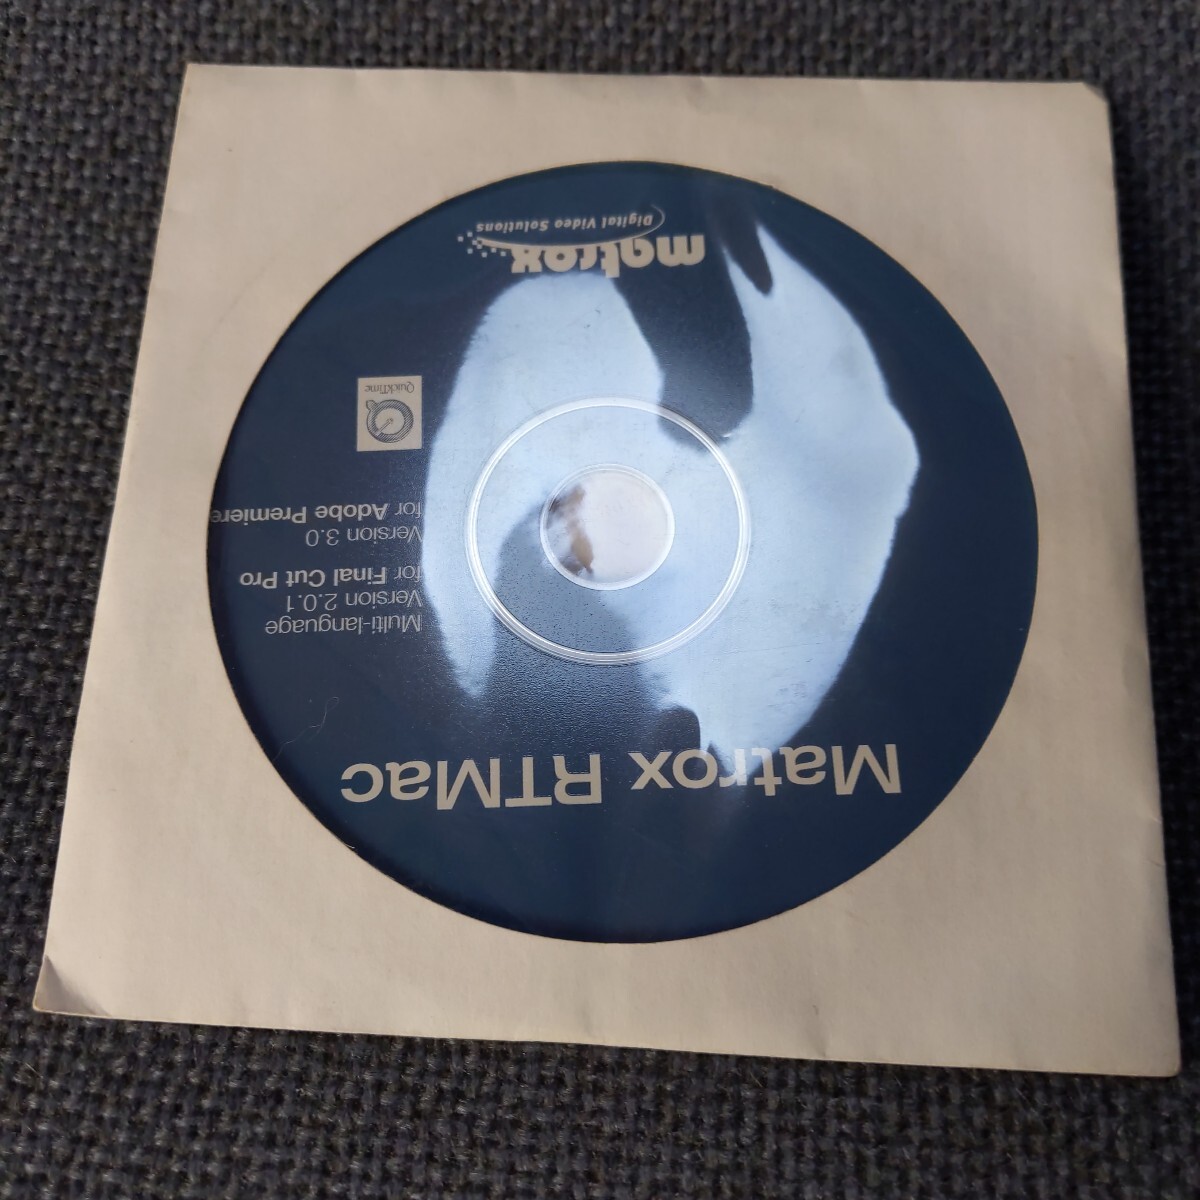 Matrox RTMac
Multi-language
Version 2.0.1
for Final Cut Pro
Version 3.0
for Adobe Premiere
QuickTime
matrox
Digital Video Solutions